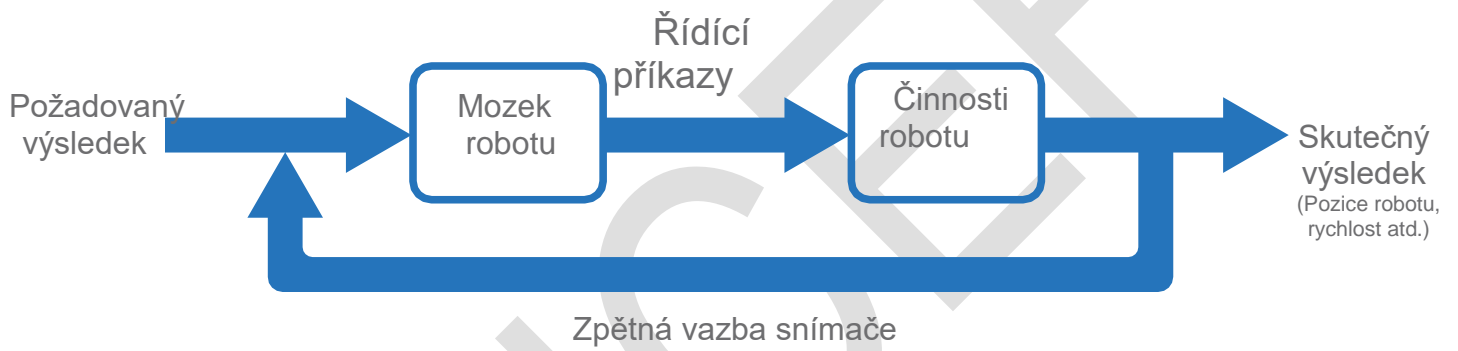 Řídící
příkazy
Požadovaný
výsledek
Mozek
robotu
Činnosti
robotu
Skutečný
výsledek
(Pozice robotu,
rychlost atd.)
Zpětná vazba snímače